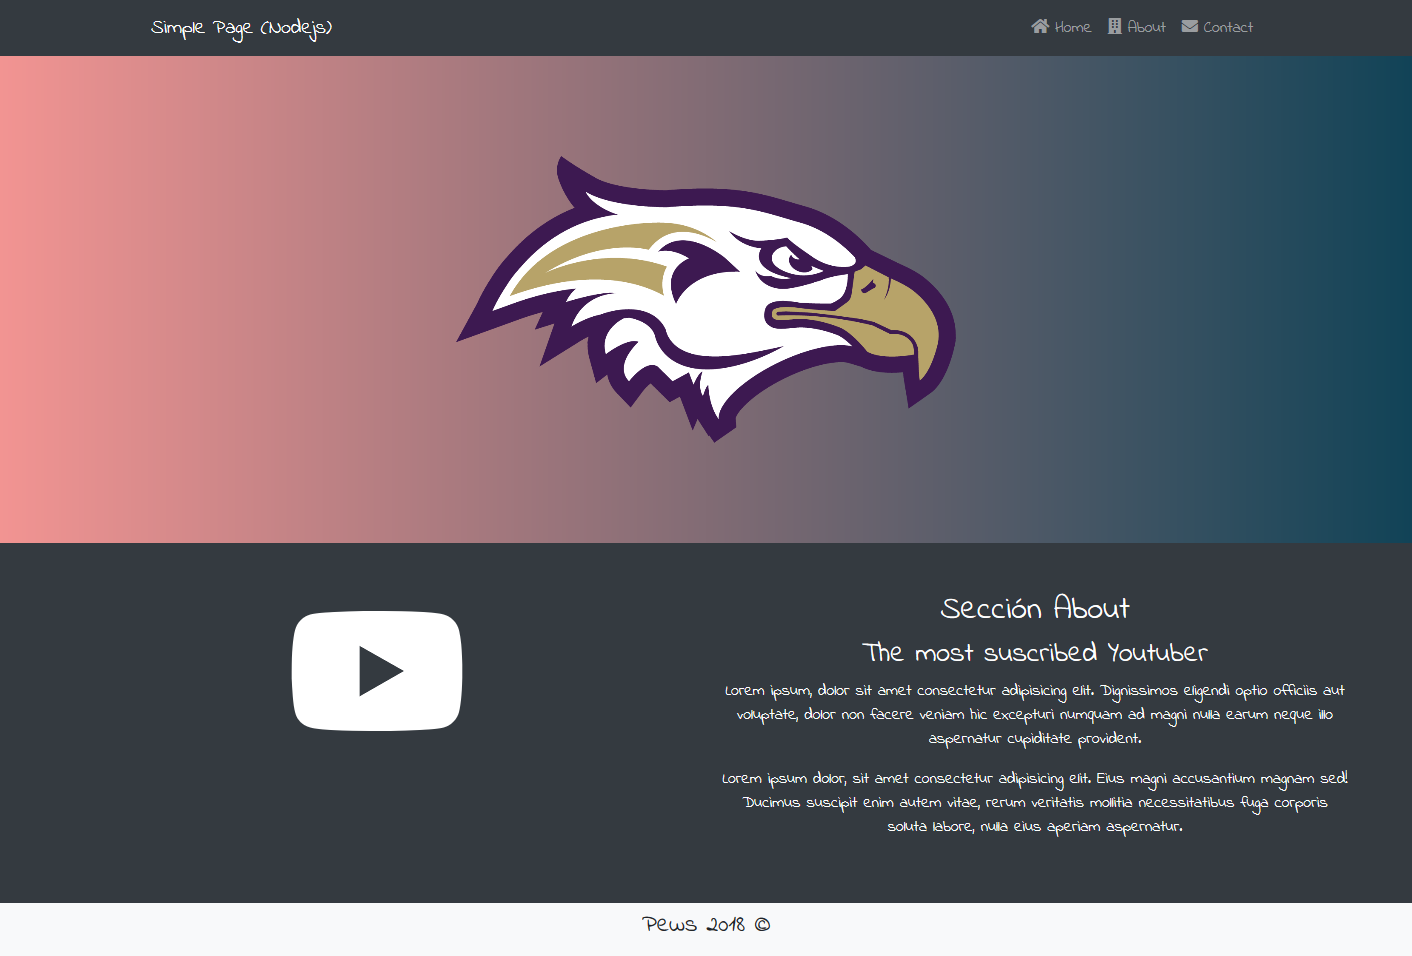 Simple Page (Nodejs)
Home About Contact
Sección About
The most suscribed Youtuber
Lorem ipsum, dolor sit amet consectetur adipisicing elit. Dignissimos eligendi optio officiis aut
voluptate, dolor non facere veniam hic excepturi numquam ad magni nulla earum neque illo
aspernatur cupiditate provident.
Lorem ipsum dolor, sit amet consectetur adipisicing elit. Eius magni accusantium magnam sed!
Ducimus suscipit enim autem vitae, rerum veritatis mollitia necessitatibus fuga corporis
soluta labore, nulla eius aperiam aspernatur.
Pews 2018 ©